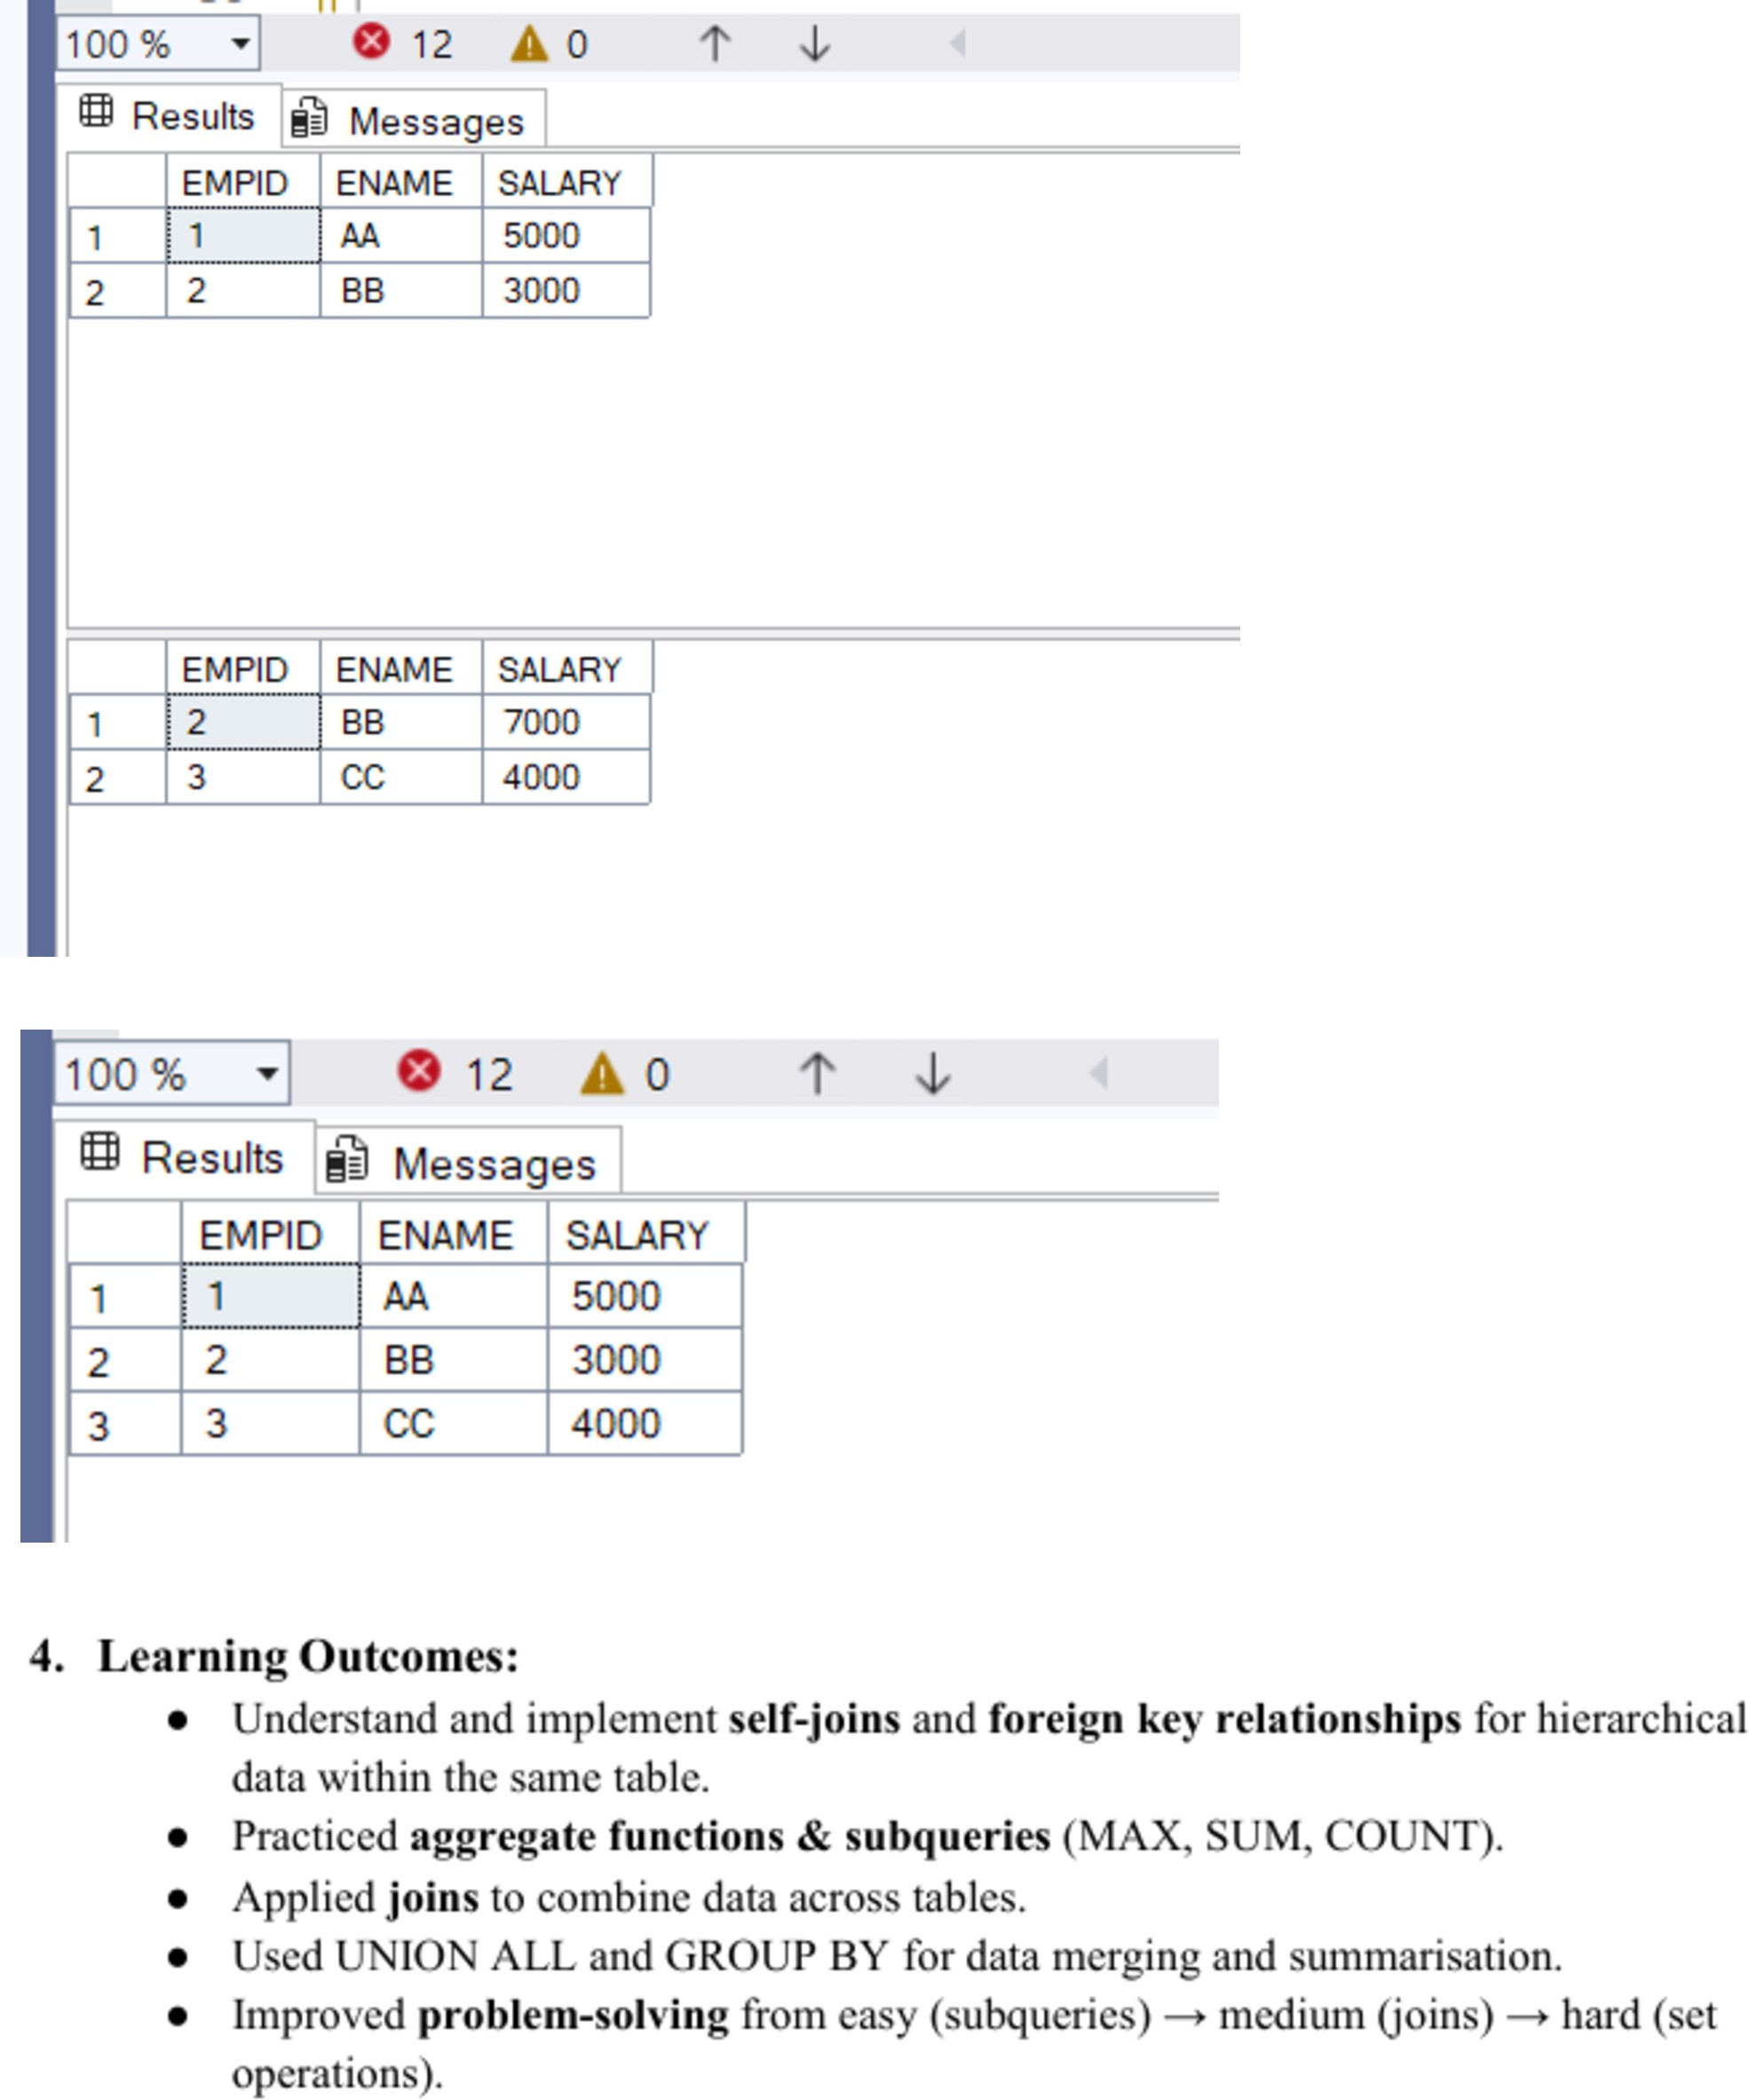 100 % 12 0
Results Messages
EMPID ENAME SALARY
1 1 AA 5000
2 2 BB 3000
EMPID ENAME SALARY
1 2 BB 7000
2 3 CC 4000
100 % 12 0
Results Messages
EMPID ENAME SALARY
1 1 AA 5000
2 2 BB 3000
3 3 CC 4000
4. Learning Outcomes:
● Understand and implement self-joins and foreign key relationships for hierarchical
data within the same table.
● Practiced aggregate functions & subqueries (MAX, SUM, COUNT).
● Applied joins to combine data across tables.
● Used UNION ALL and GROUP BY for data merging and summarisation.
● Improved problem-solving from easy (subqueries) → medium (joins) → hard (set
operations).